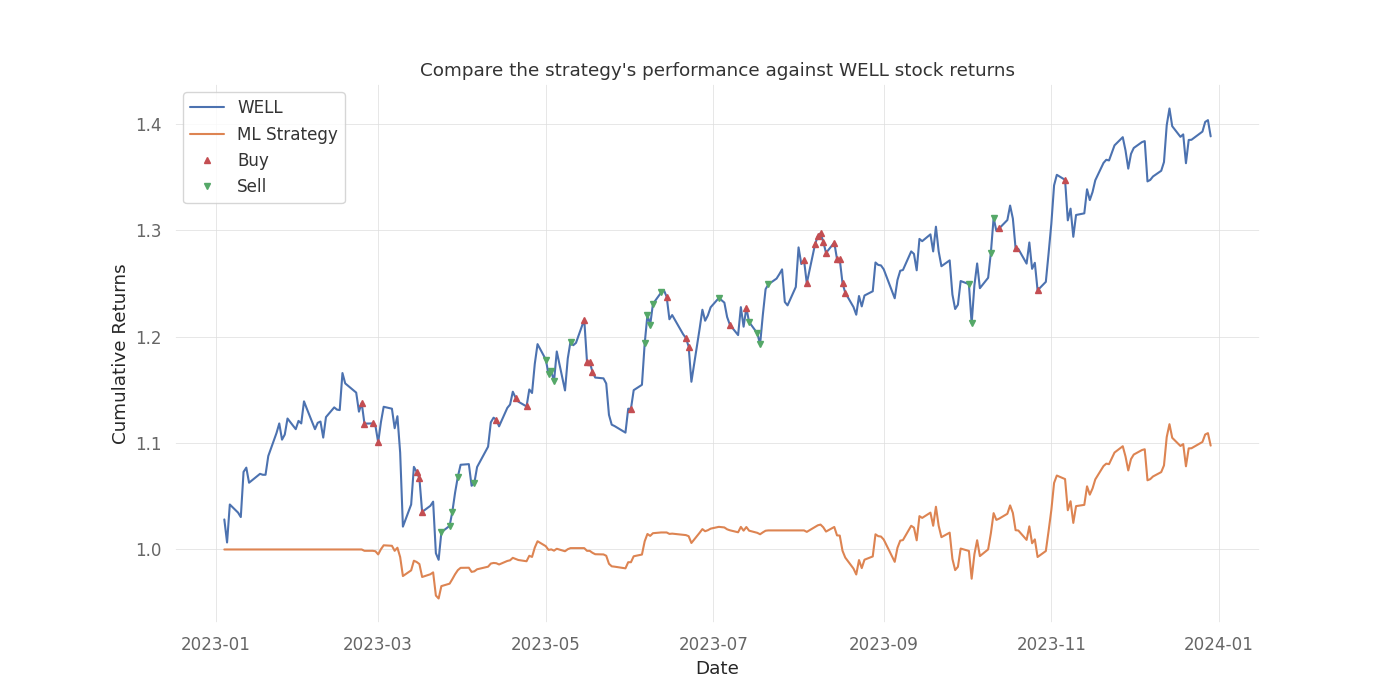 Compare the strategy's performance against WELL stock returns
WELL
ML Strategy
Buy
Sell
Cumulative Returns
1.4
1.3
1.2
1.1
1.0
2023-01
2023-03
2023-05
2023-07
2023-09
2023-11
2024-01
Date